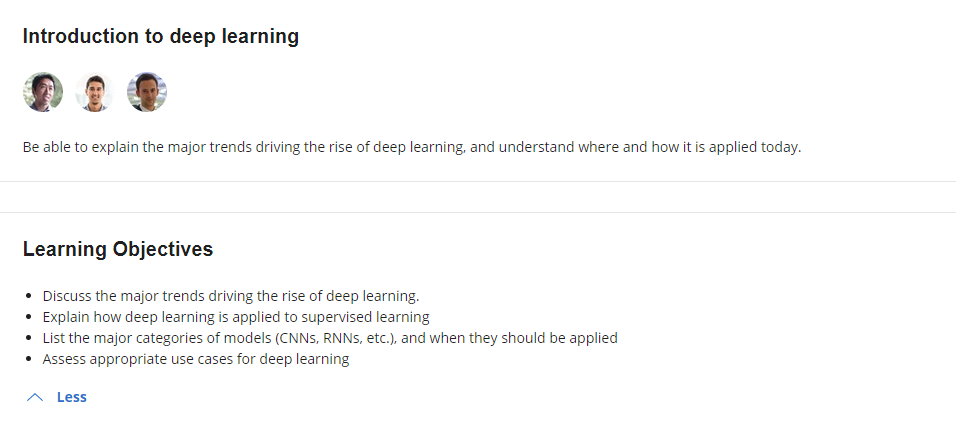 Introduction to deep learning
Be able to explain the major trends driving the rise of deep learning, and understand where and how it is applied today.
Learning Objectives
Discuss the major trends driving the rise of deep learning.
Explain how deep learning is applied to supervised learning
List the major categories of models (CNNs, RNNs, etc.), and when they should be applied
Assess appropriate use cases for deep learning
Less